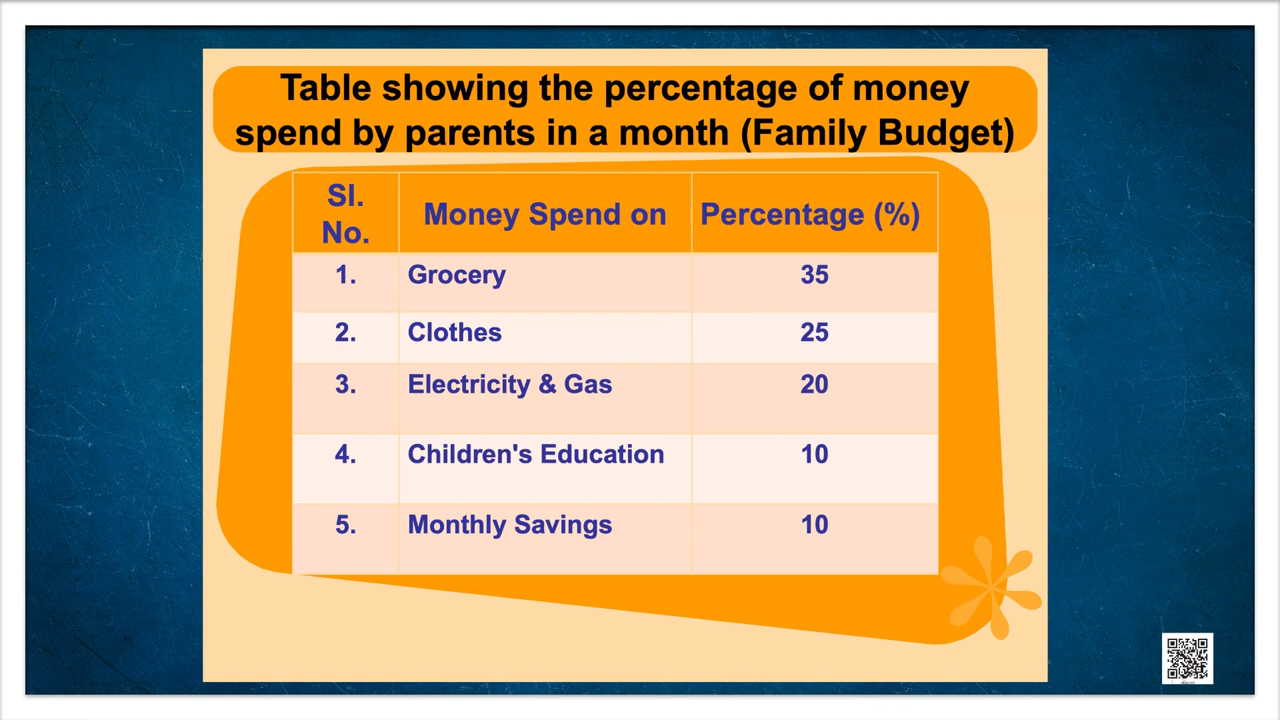 Table showing the percentage of money
spend by parents in a month (Family Budget)
Sl. No. Money Spend on Percentage (%)
1. Grocery 35
2. Clothes 25
3. Electricity & Gas 20
4. Children's Education 10
5. Monthly Savings 10